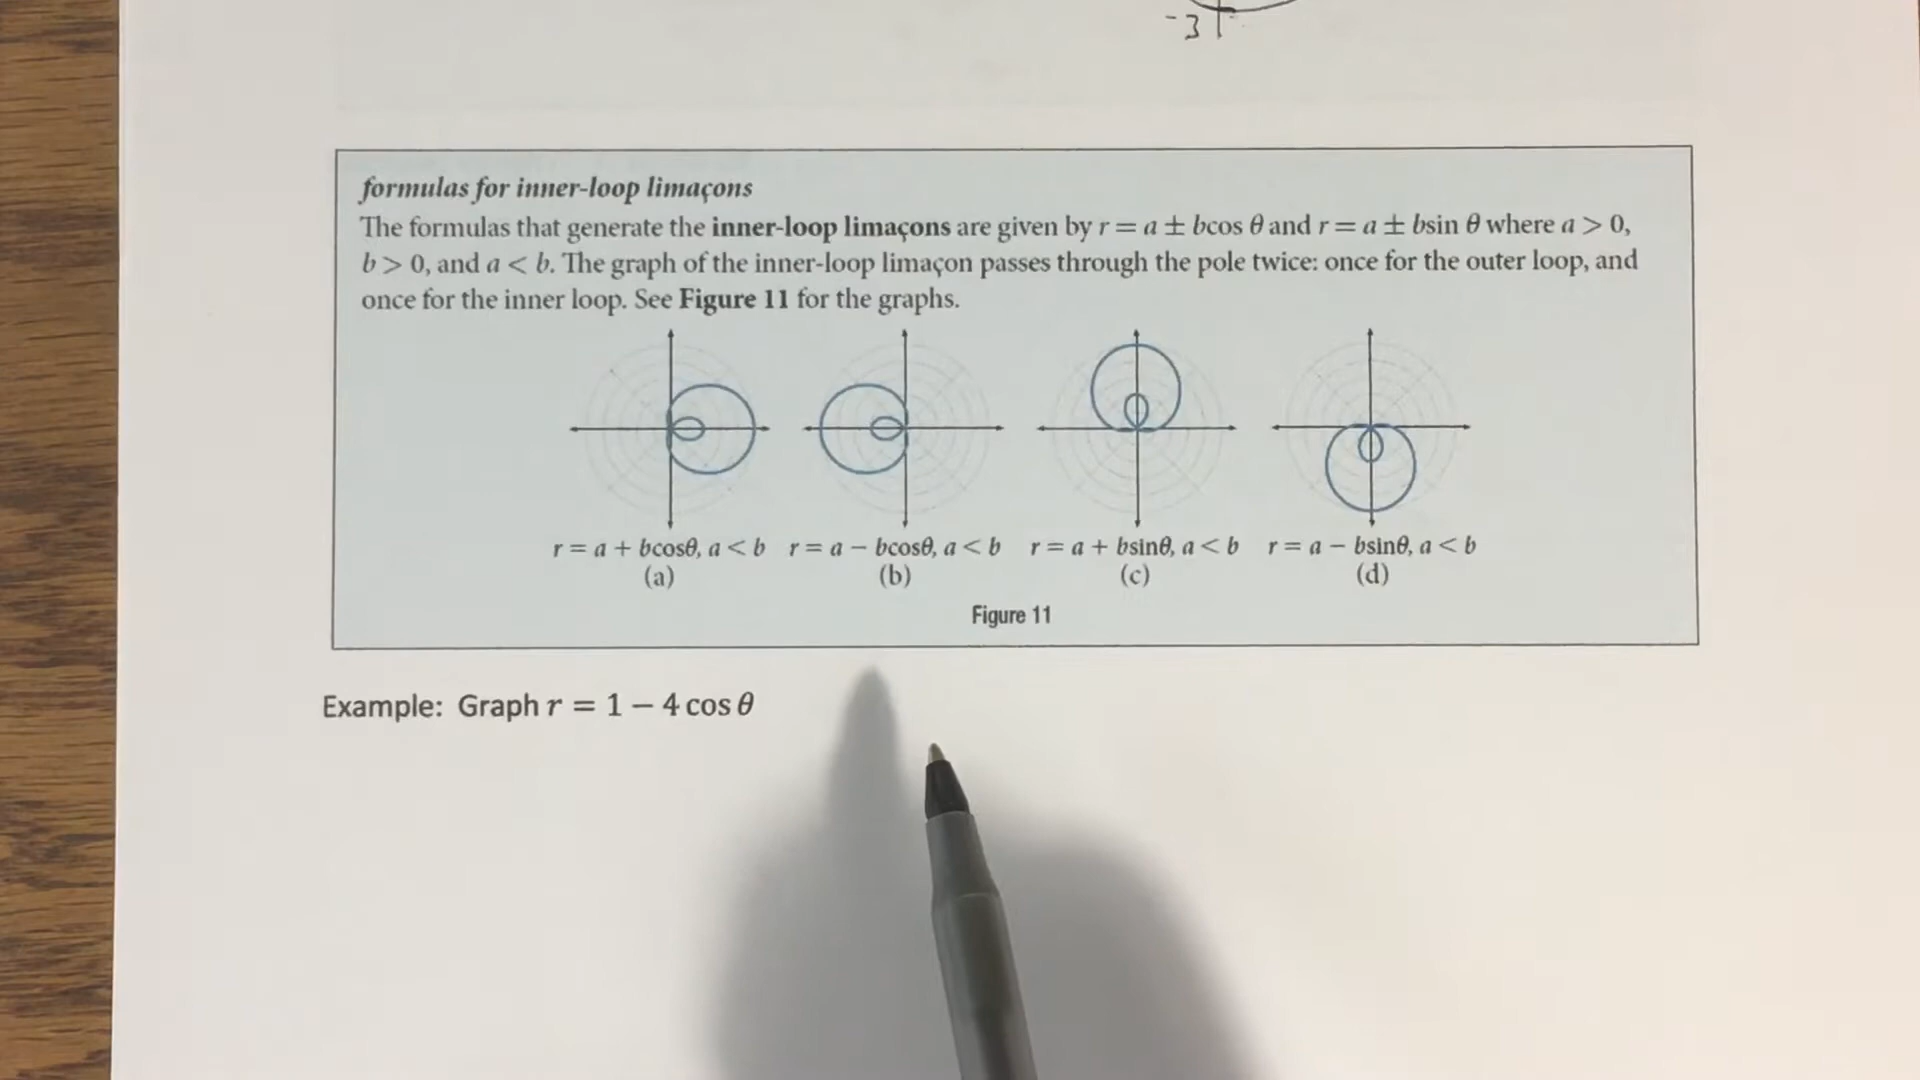 -3
formulas for inner-loop limaçons
The formulas that generate the inner-loop limaçons are given by r = a ± bcos θ and r = a ± bsin θ where a > 0,
b > 0, and a < b. The graph of the inner-loop limaçon passes through the pole twice: once for the outer loop, and
once for the inner loop. See Figure 11 for the graphs.
r = a + bcosθ, a < b r = a − bcosθ, a < b r = a + bsinθ, a < b r = a − bsinθ, a < b
(a) (b) (c) (d)
Figure 11
Example: Graph r = 1 − 4 cos θ